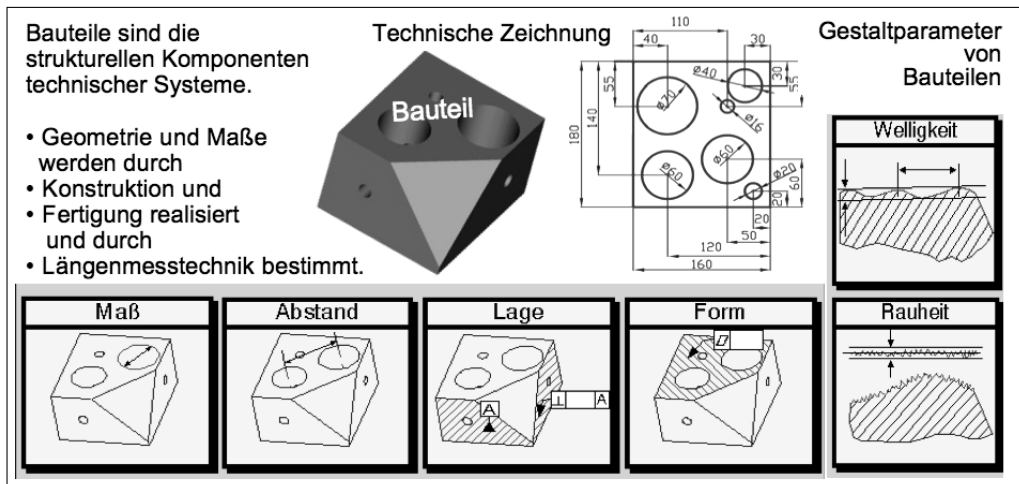 Bauteile sind die
strukturellen Komponenten
technischer Systeme.
• Geometrie und Maße
werden durch
• Konstruktion und
• Fertigung realisiert
und durch
• Längenmesstechnik bestimmt.
Technische Zeichnung
Bauteil
110
40
30
55
ø40
30
55
ø70
ø16
180
140
ø60
ø60
ø20
60
20
20
50
120
160
Gestaltparameter
von
Bauteilen
Welligkeit
Maß
Abstand
Lage
A
⊥ A
Form
Rauheit